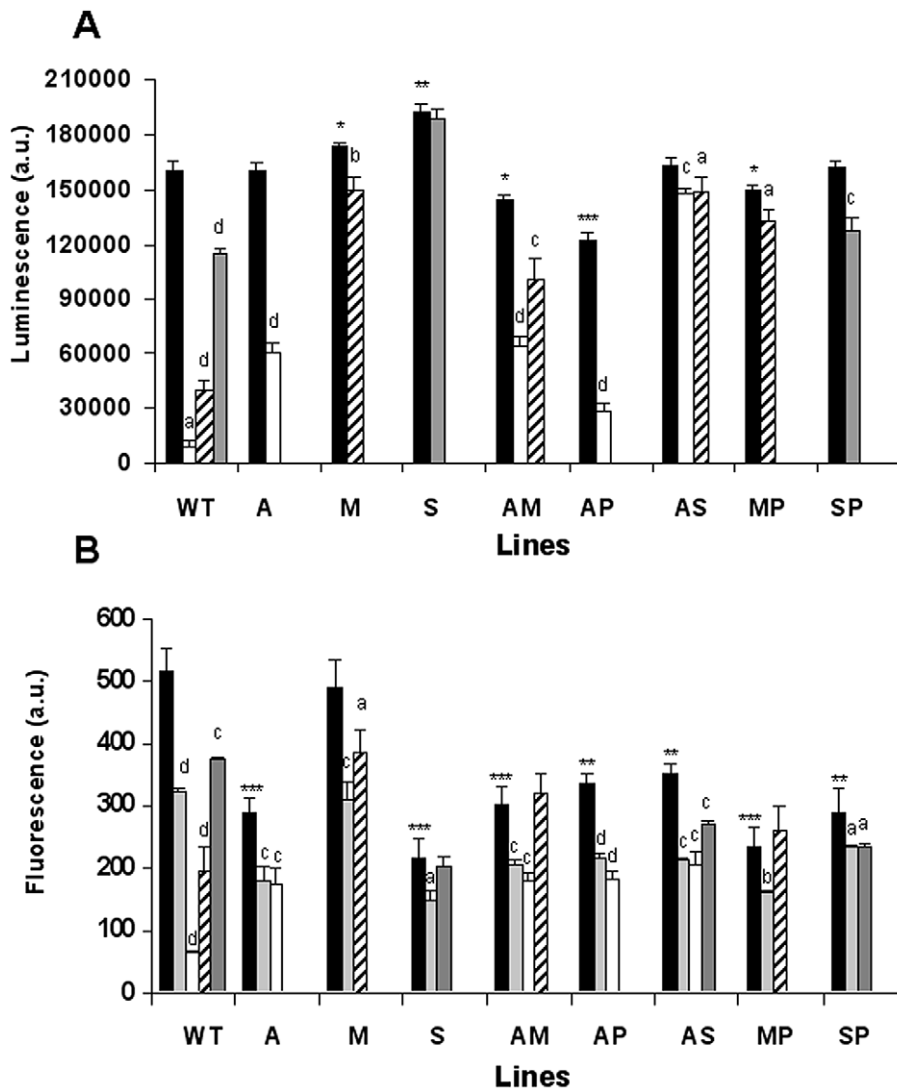 A
Luminescence (a.u.)
210000
180000
150000
120000
90000
60000
30000
0
a d d
d
* b
**
* d c
*** d
c a
* a
c
WT A M S AM AP AS MP SP
Lines
B
Fluorescence (a.u.)
600
500
400
300
200
100
0
d d d c
*** c c
c a
*** a
*** c c
** d d
** c c c
*** b
** a a
WT A M S AM AP AS MP SP
Lines